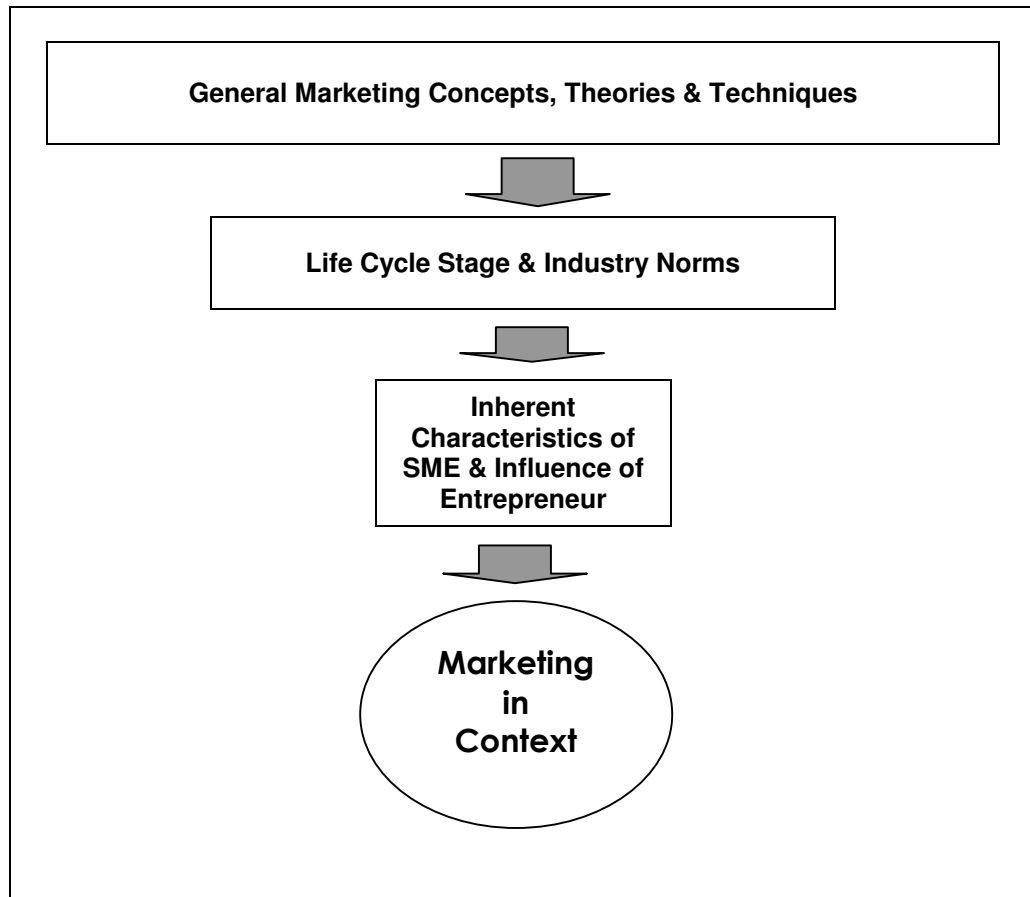 General Marketing Concepts, Theories & Techniques
Life Cycle Stage & Industry Norms
Inherent
Characteristics of
SME & Influence of
Entrepreneur
Marketing
in
Context